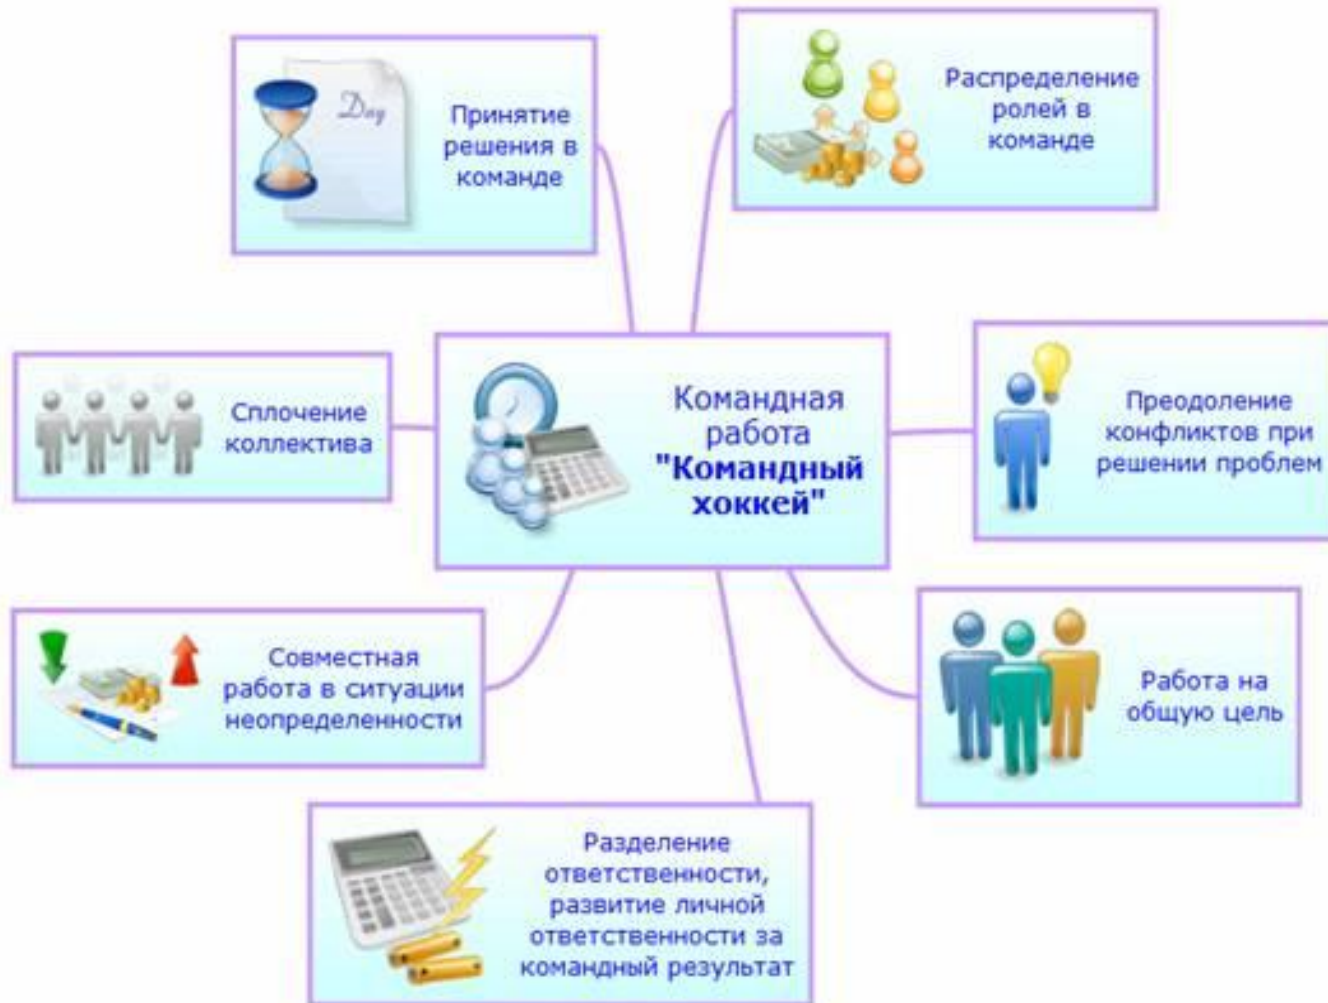 Day
Принятие
решения в
команде
Распределение
ролей в
команде
Сплочение
коллектива
Командная
работа
"Командный
хоккей"
Преодоление
конфликтов при
решении проблем
Совместная
работа в ситуации
неопределенности
Работа на
общую цель
Разделение
ответственности,
развитие личной
ответственности за
командный результат